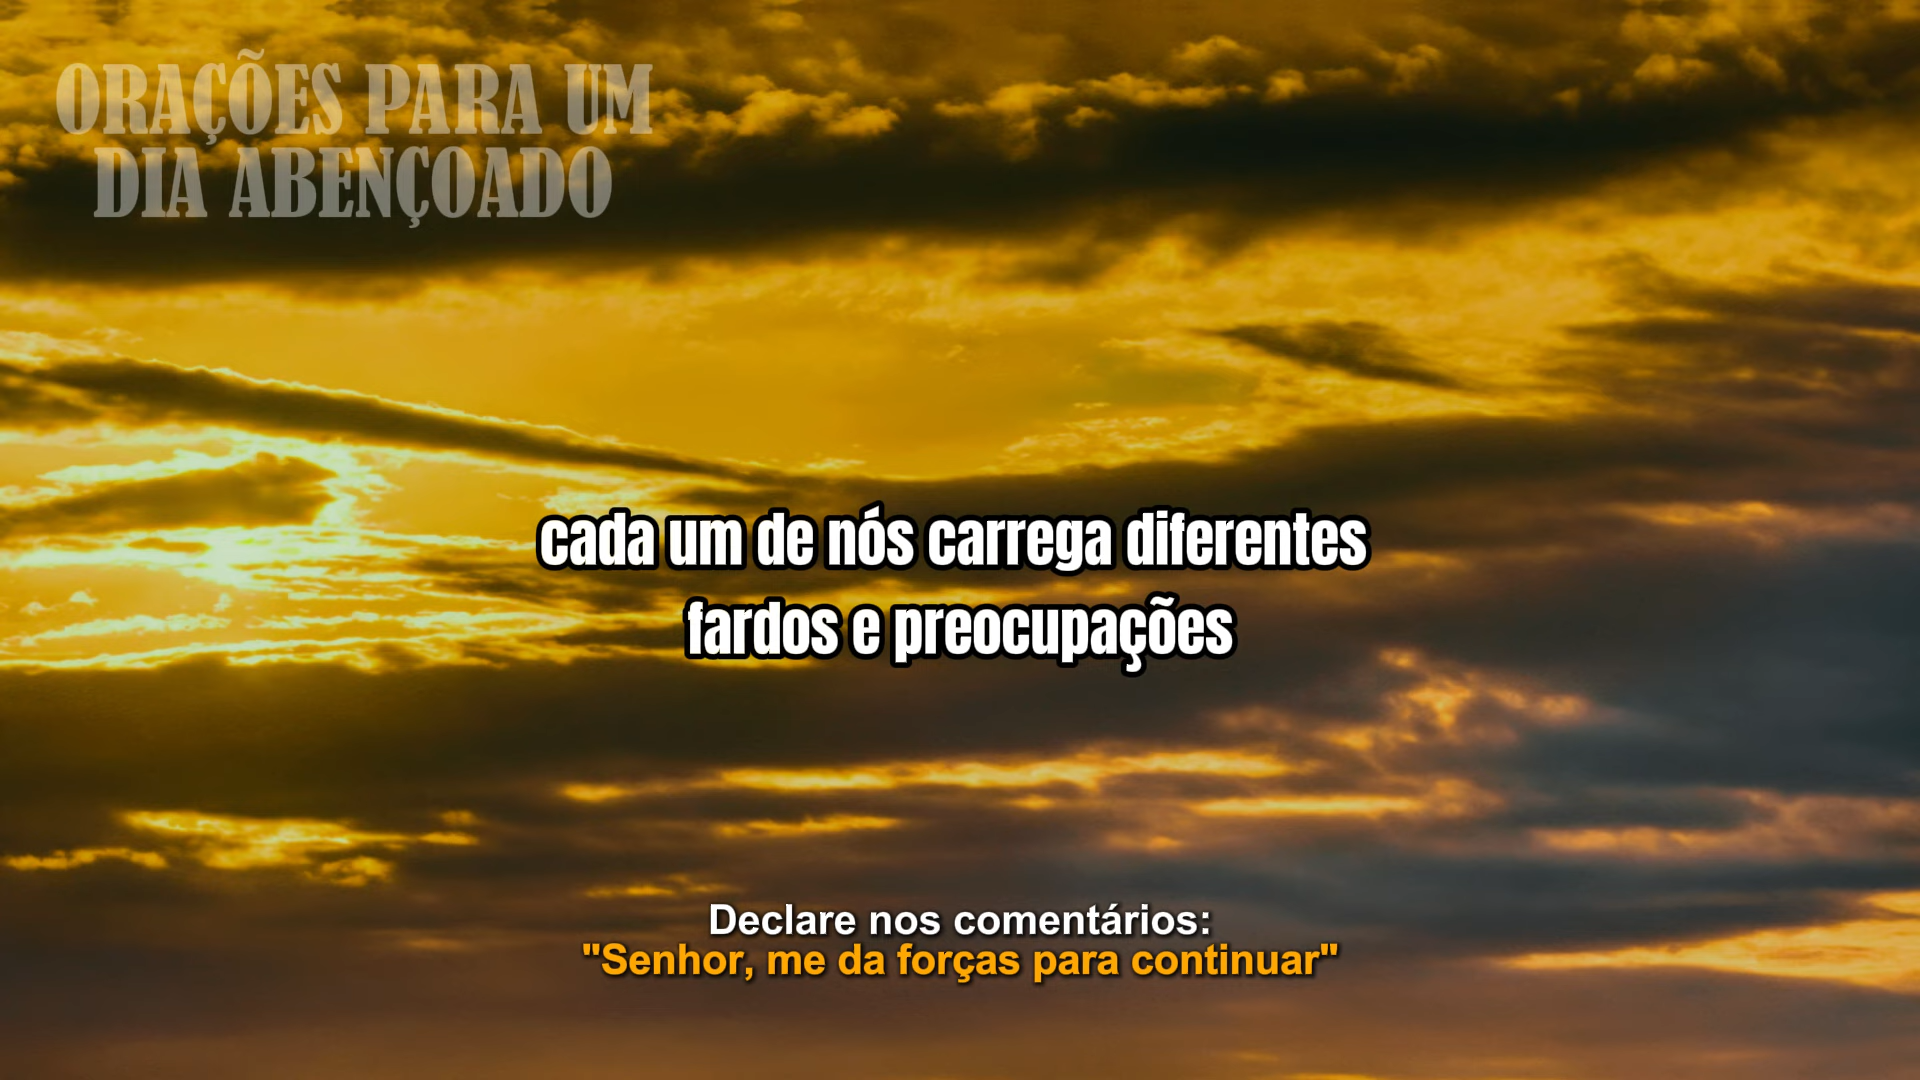 ORAÇÕES PARA UM
DIA ABENÇOADO
cada um de nós carrega diferentes
fardos e preocupações
Declare nos comentários:
"Senhor, me da forças para continuar"